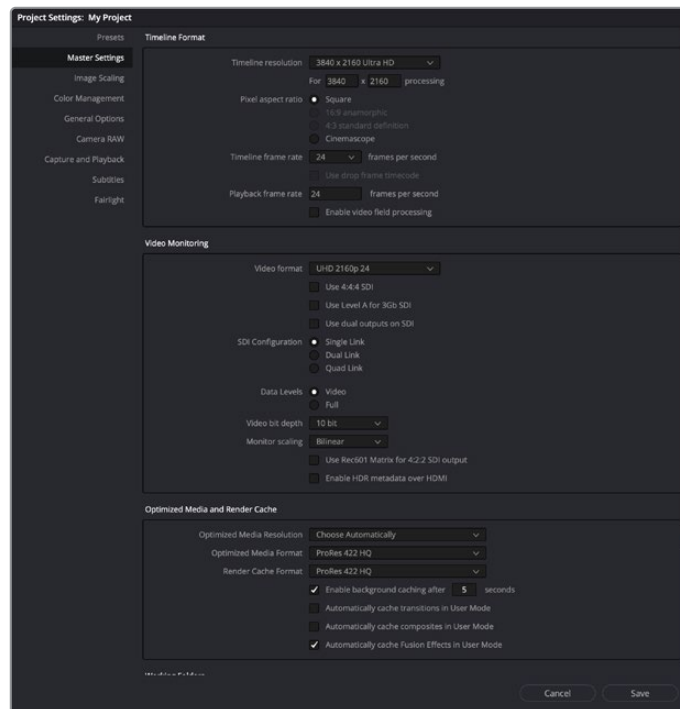 Project Settings: My Project
Presets
Master Settings
Image Scaling
Color Management
General Options
Camera RAW
Capture and Playback
Subtitles
Fairlight
Timeline Format
Timeline resolution 3840 x 2160 Ultra HD
For 3840 x 2160 processing
Pixel aspect ratio Square
16:9 anamorphic
4:3 standard definition
Cinemascope
Timeline frame rate 24 frames per second
Use drop frame timecode
Playback frame rate 24 frames per second
Enable video field processing
Video Monitoring
Video format UHD 2160p 24
Use 4:4:4 SDI
Use Level A for 3Gb SDI
Use dual outputs on SDI
SDI Configuration Single Link
Dual Link
Quad Link
Data Levels Video
Full
Video bit depth 10 bit
Monitor scaling Bilinear
Use Rec601 Matrix for 4:2:2 SDI output
Enable HDR metadata over HDMI
Optimized Media and Render Cache
Optimized Media Resolution Choose Automatically
Optimized Media Format ProRes 422 HQ
Render Cache Format ProRes 422 HQ
Enable background caching after 5 seconds
Automatically cache transitions in User Mode
Automatically cache composites in User Mode
Automatically cache Fusion Effects in User Mode
Working Folders
Cancel Save